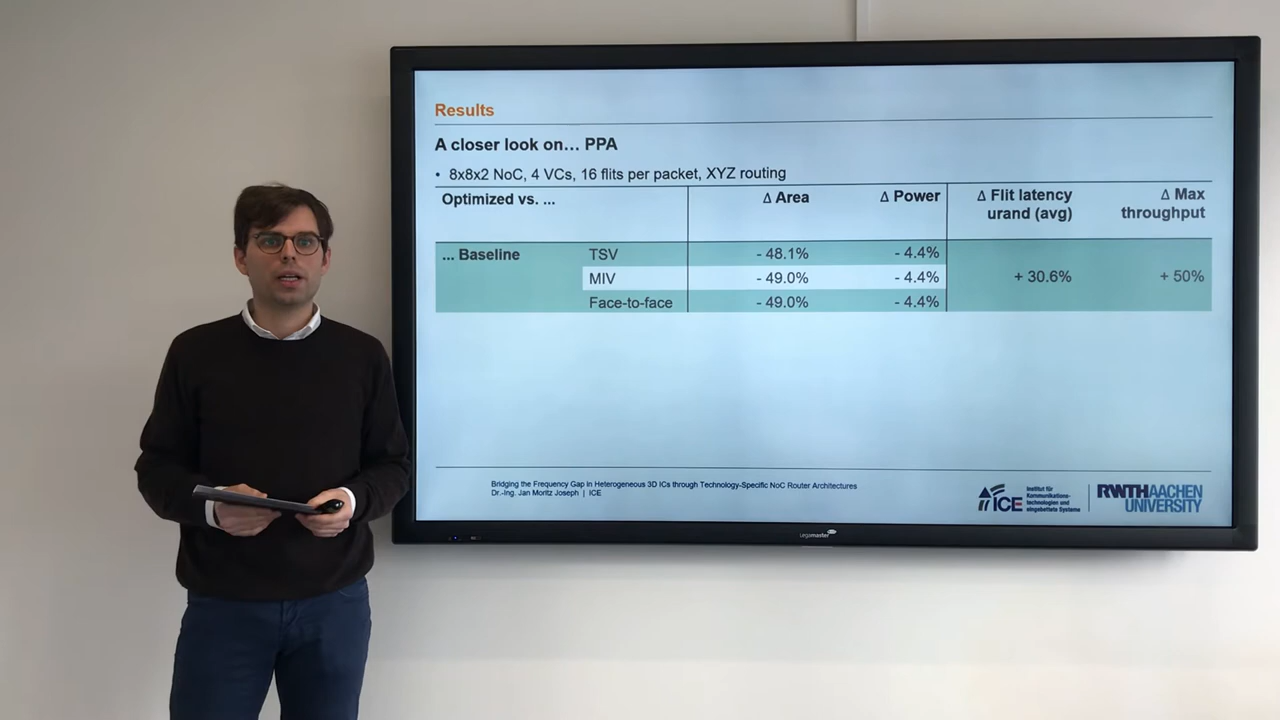 Results
A closer look on... PPA
• 8x8x2 NoC, 4 VCs, 16 flits per packet, XYZ routing
Optimized vs. ... Δ Area Δ Power Δ Flit latency urand (avg) Δ Max throughput
... Baseline TSV - 48.1% - 4.4%
MIV - 49.0% - 4.4% + 30.6% + 50%
Face-to-face - 49.0% - 4.4%
Bridging the Frequency Gap in Heterogeneous 3D ICs through Technology-Specific NoC Router Architectures
Dr.-Ing. Jan Moritz Joseph | ICE
ICE
Institut für
Kommunikations-
technologien und
eingebettete Systeme
RWTHAACHEN
UNIVERSITY
Legamaster